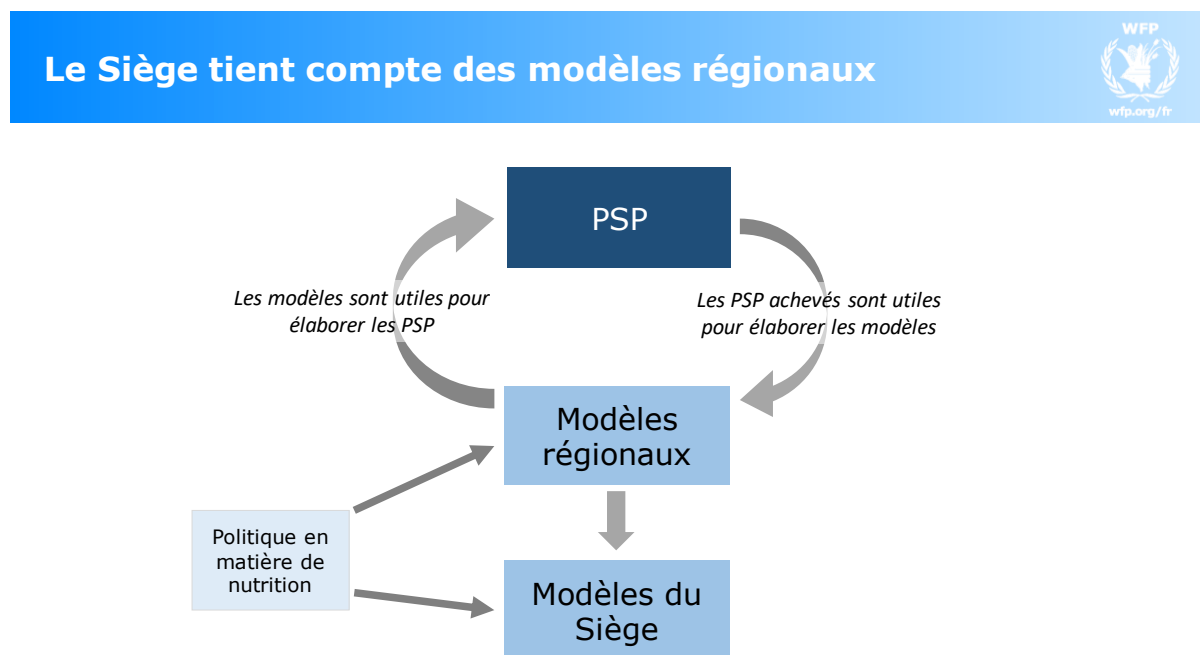 Le Siège tient compte des modèles régionaux
WFP
wfp.org/fr
PSP
Les modèles sont utiles pour
élaborer les PSP
Les PSP achevés sont utiles
pour élaborer les modèles
Modèles
régionaux
Politique en
matière de
nutrition
Modèles du
Siège